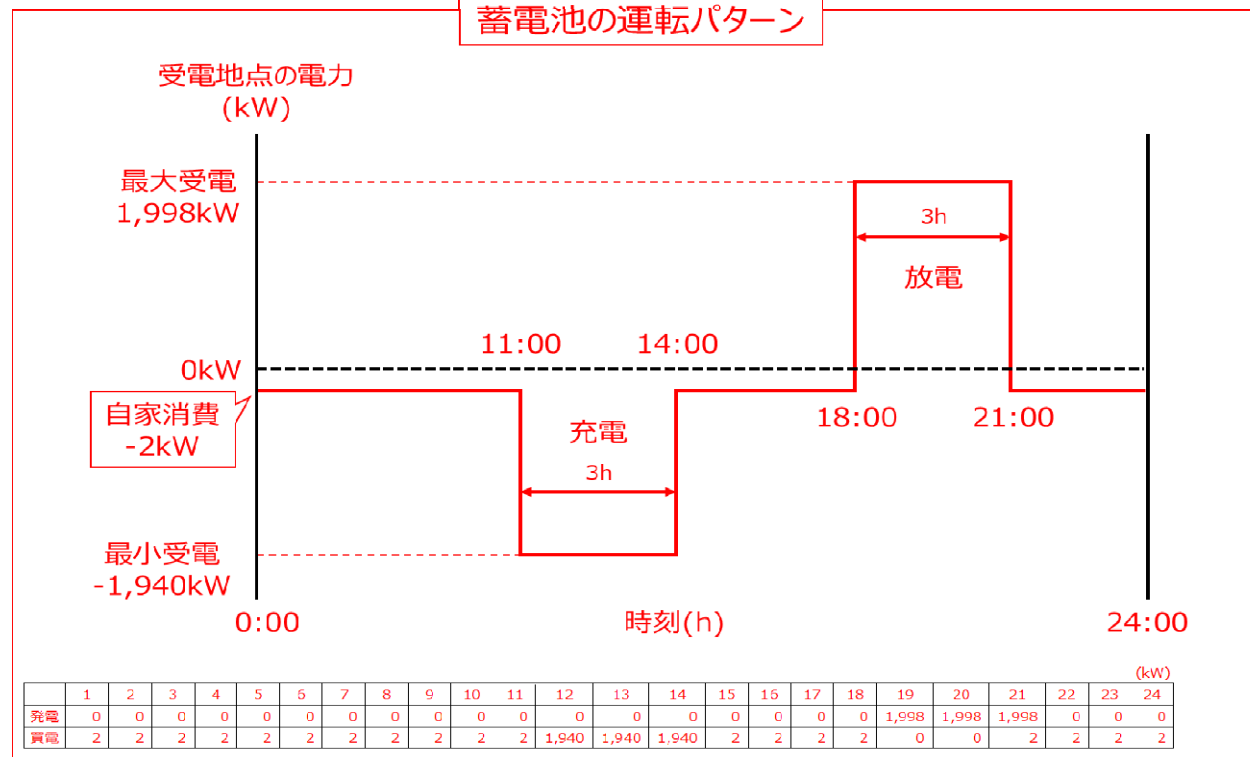 蓄電池の運転パターン
受電地点の電力
(kW)
最大受電
1,998kW
3h
放電
11:00 14:00
0kW
自家消費
-2kW
18:00 21:00
充電
3h
最小受電
-1,940kW
0:00 時刻(h) 24:00
(kW)
1 2 3 4 5 6 7 8 9 10 11 12 13 14 15 16 17 18 19 20 21 22 23 24
発電 0 0 0 0 0 0 0 0 0 0 0 0 0 0 0 0 0 0 1,998 1,998 1,998 0 0 0
買電 2 2 2 2 2 2 2 2 2 2 2 1,940 1,940 1,940 2 2 2 2 0 0 2 2 2 2